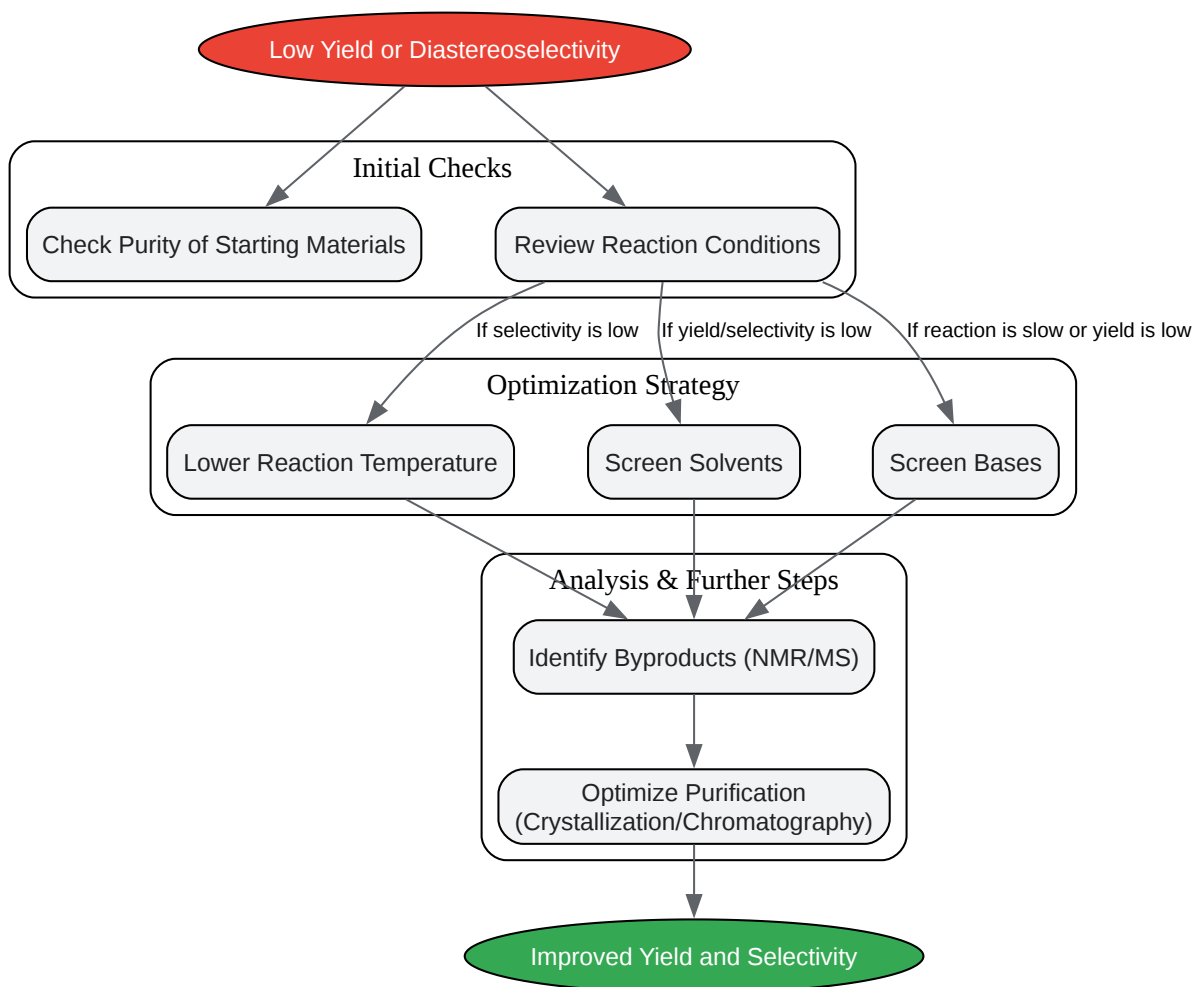 Low Yield or Diastereoselectivity
Initial Checks
Check Purity of Starting Materials
Review Reaction Conditions
If selectivity is low
If yield/selectivity is low
If reaction is slow or yield is low
Optimization Strategy
Lower Reaction Temperature
Screen Solvents
Screen Bases
Analysis & Further Steps
Identify Byproducts (NMR/MS)
Optimize Purification
(Crystallization/Chromatography)
Improved Yield and Selectivity